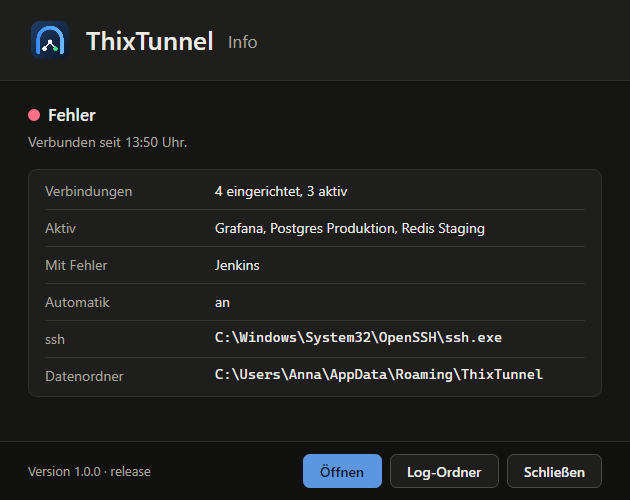 ThixTunnel Info
Fehler
Verbunden seit 13:50 Uhr.
Verbindungen 4 eingerichtet, 3 aktiv
Aktiv Grafana, Postgres Produktion, Redis Staging
Mit Fehler Jenkins
Automatik an
ssh C:\Windows\System32\OpenSSH\ssh.exe
Datenordner C:\Users\Anna\AppData\Roaming\ThixTunnel
Version 1.0.0 · release Öffnen Log-Ordner Schließen